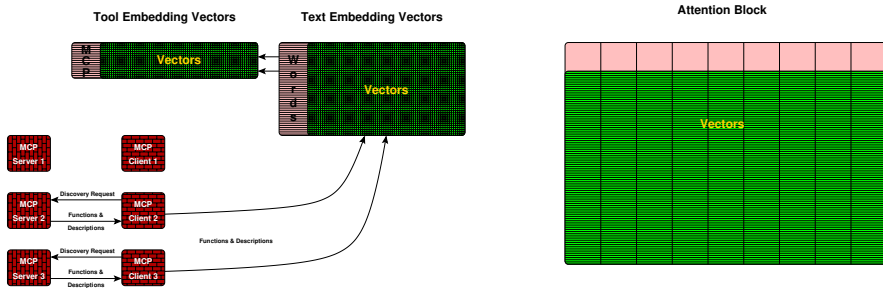 Tool Embedding Vectors
Text Embedding Vectors
Attention Block
MCP
Vectors
Words
Vectors
Vectors
MCP
Server 1
MCP
Client 1
MCP
Server 2
Discovery Request
Functions &
Descriptions
MCP
Client 2
Functions & Descriptions
MCP
Server 3
Discovery Request
Functions &
Descriptions
MCP
Client 3